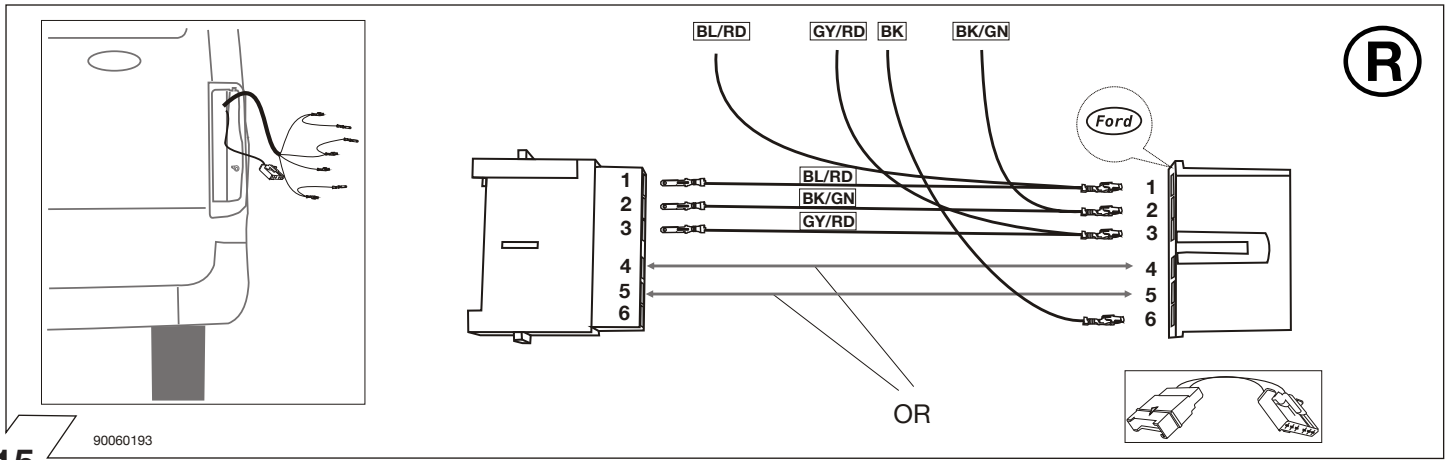 BL/RD GY/RD BK BK/GN
R
Ford
1 BL/RD 1
2 BK/GN 2
3 GY/RD 3
4 4
5 5
6 6
OR
90060193
15